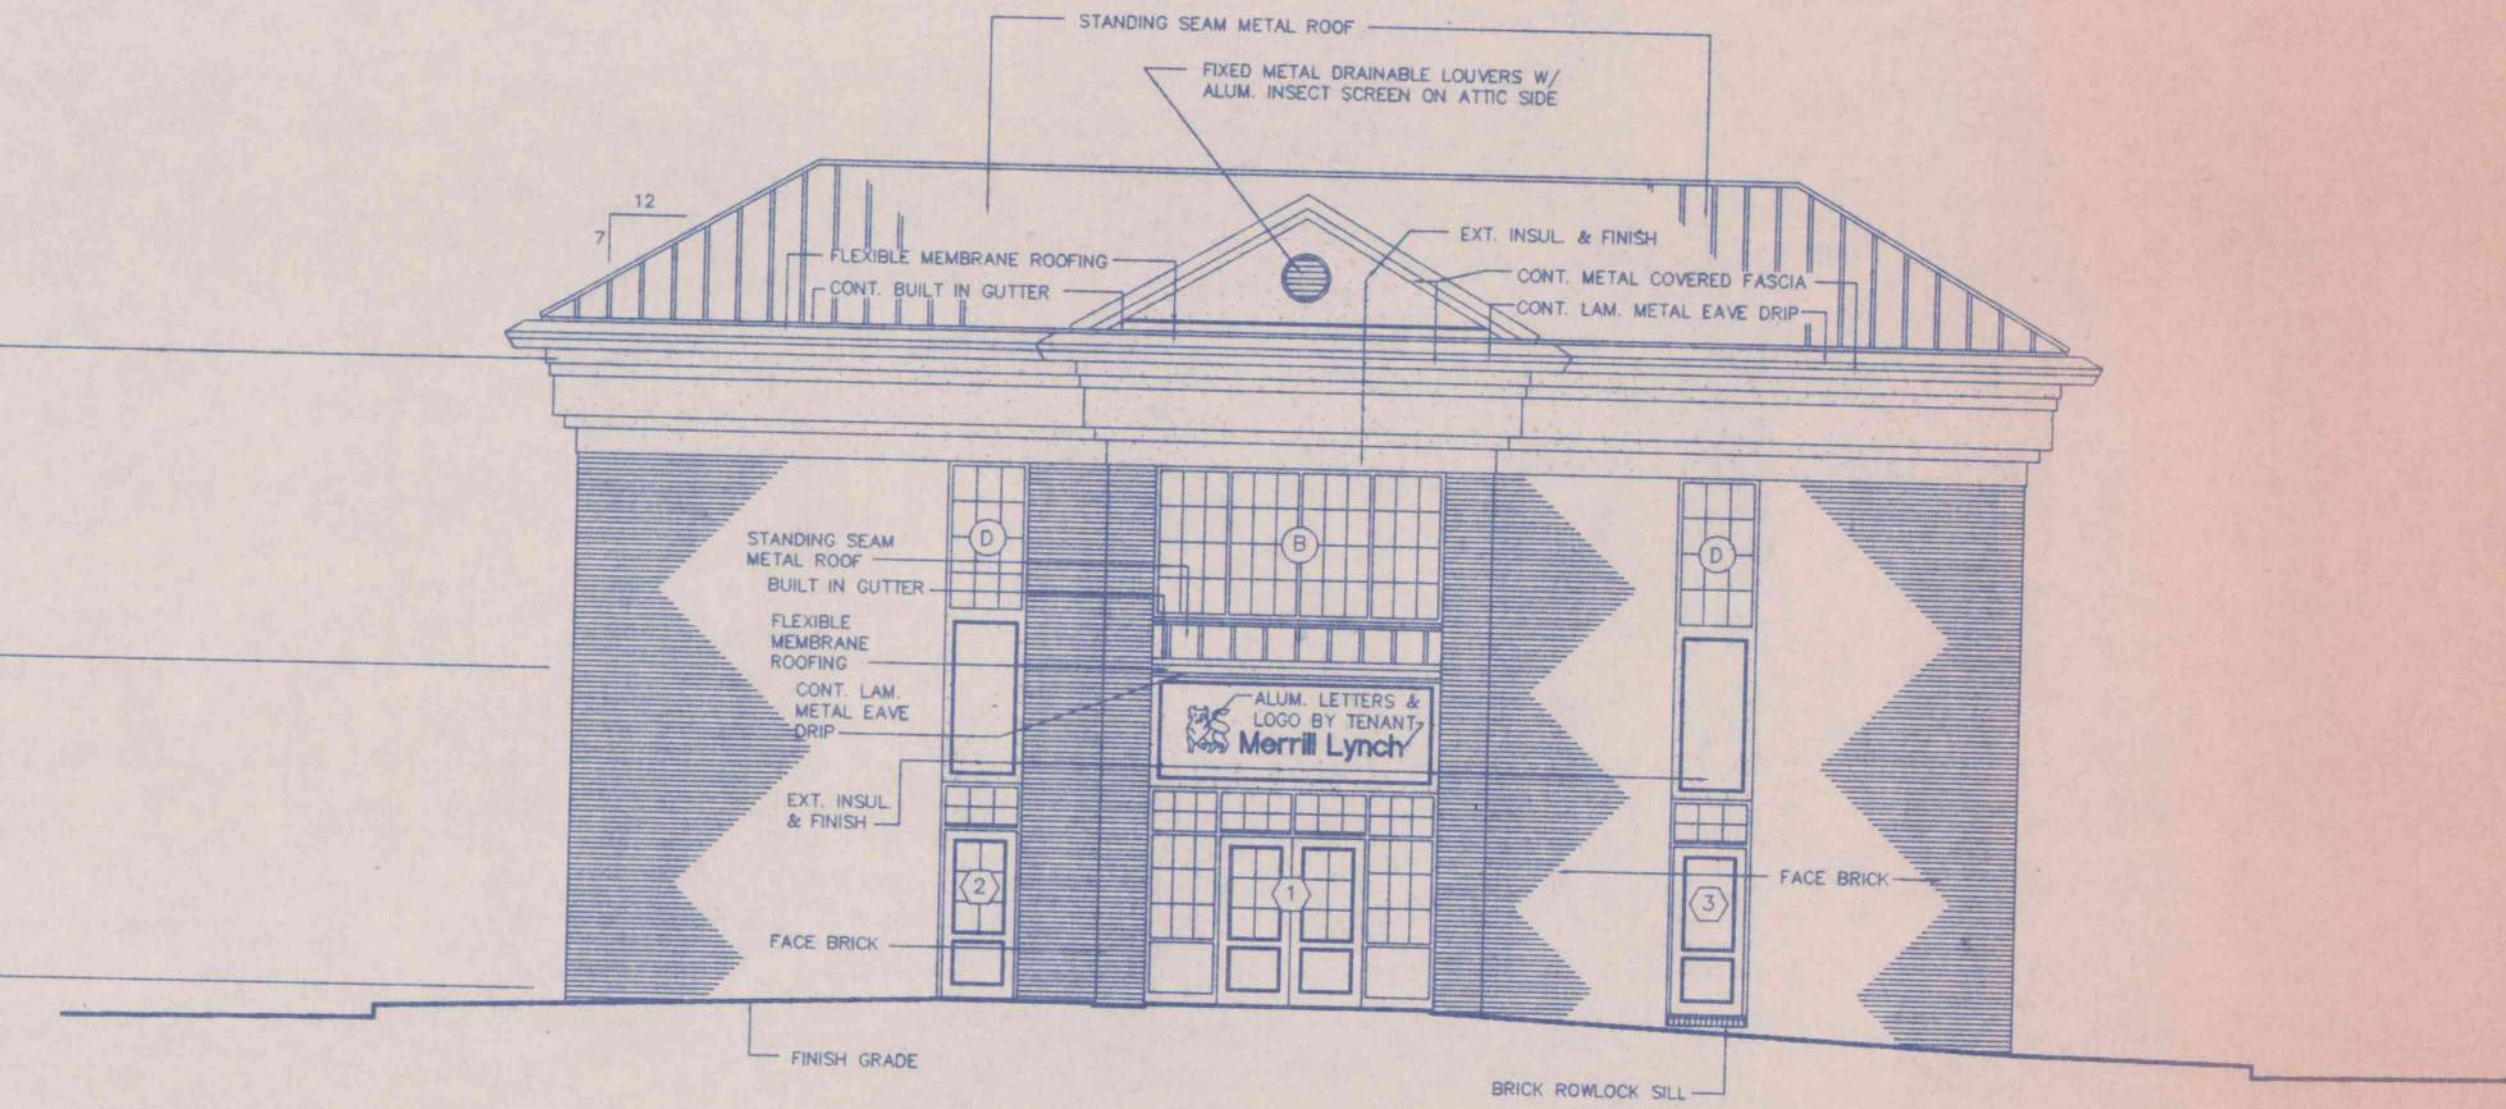 STANDING SEAM METAL ROOF
FIXED METAL DRAINABLE LOUVERS W/
ALUM. INSECT SCREEN ON ATTIC SIDE
12
7
EXT. INSUL. & FINISH
FLEXIBLE MEMBRANE ROOFING
CONT. METAL COVERED FASCIA
CONT. BUILT IN GUTTER
CONT. LAM. METAL EAVE DRIP
D
B
D
STANDING SEAM
METAL ROOF
BUILT IN GUTTER
FLEXIBLE
MEMBRANE
ROOFING
CONT. LAM.
METAL EAVE
DRIP
ALUM. LETTERS &
LOGO BY TENANT
Merrill Lynch
EXT. INSUL.
& FINISH
2
1
3
FACE BRICK
FACE BRICK
FINISH GRADE
BRICK ROWLOCK SILL